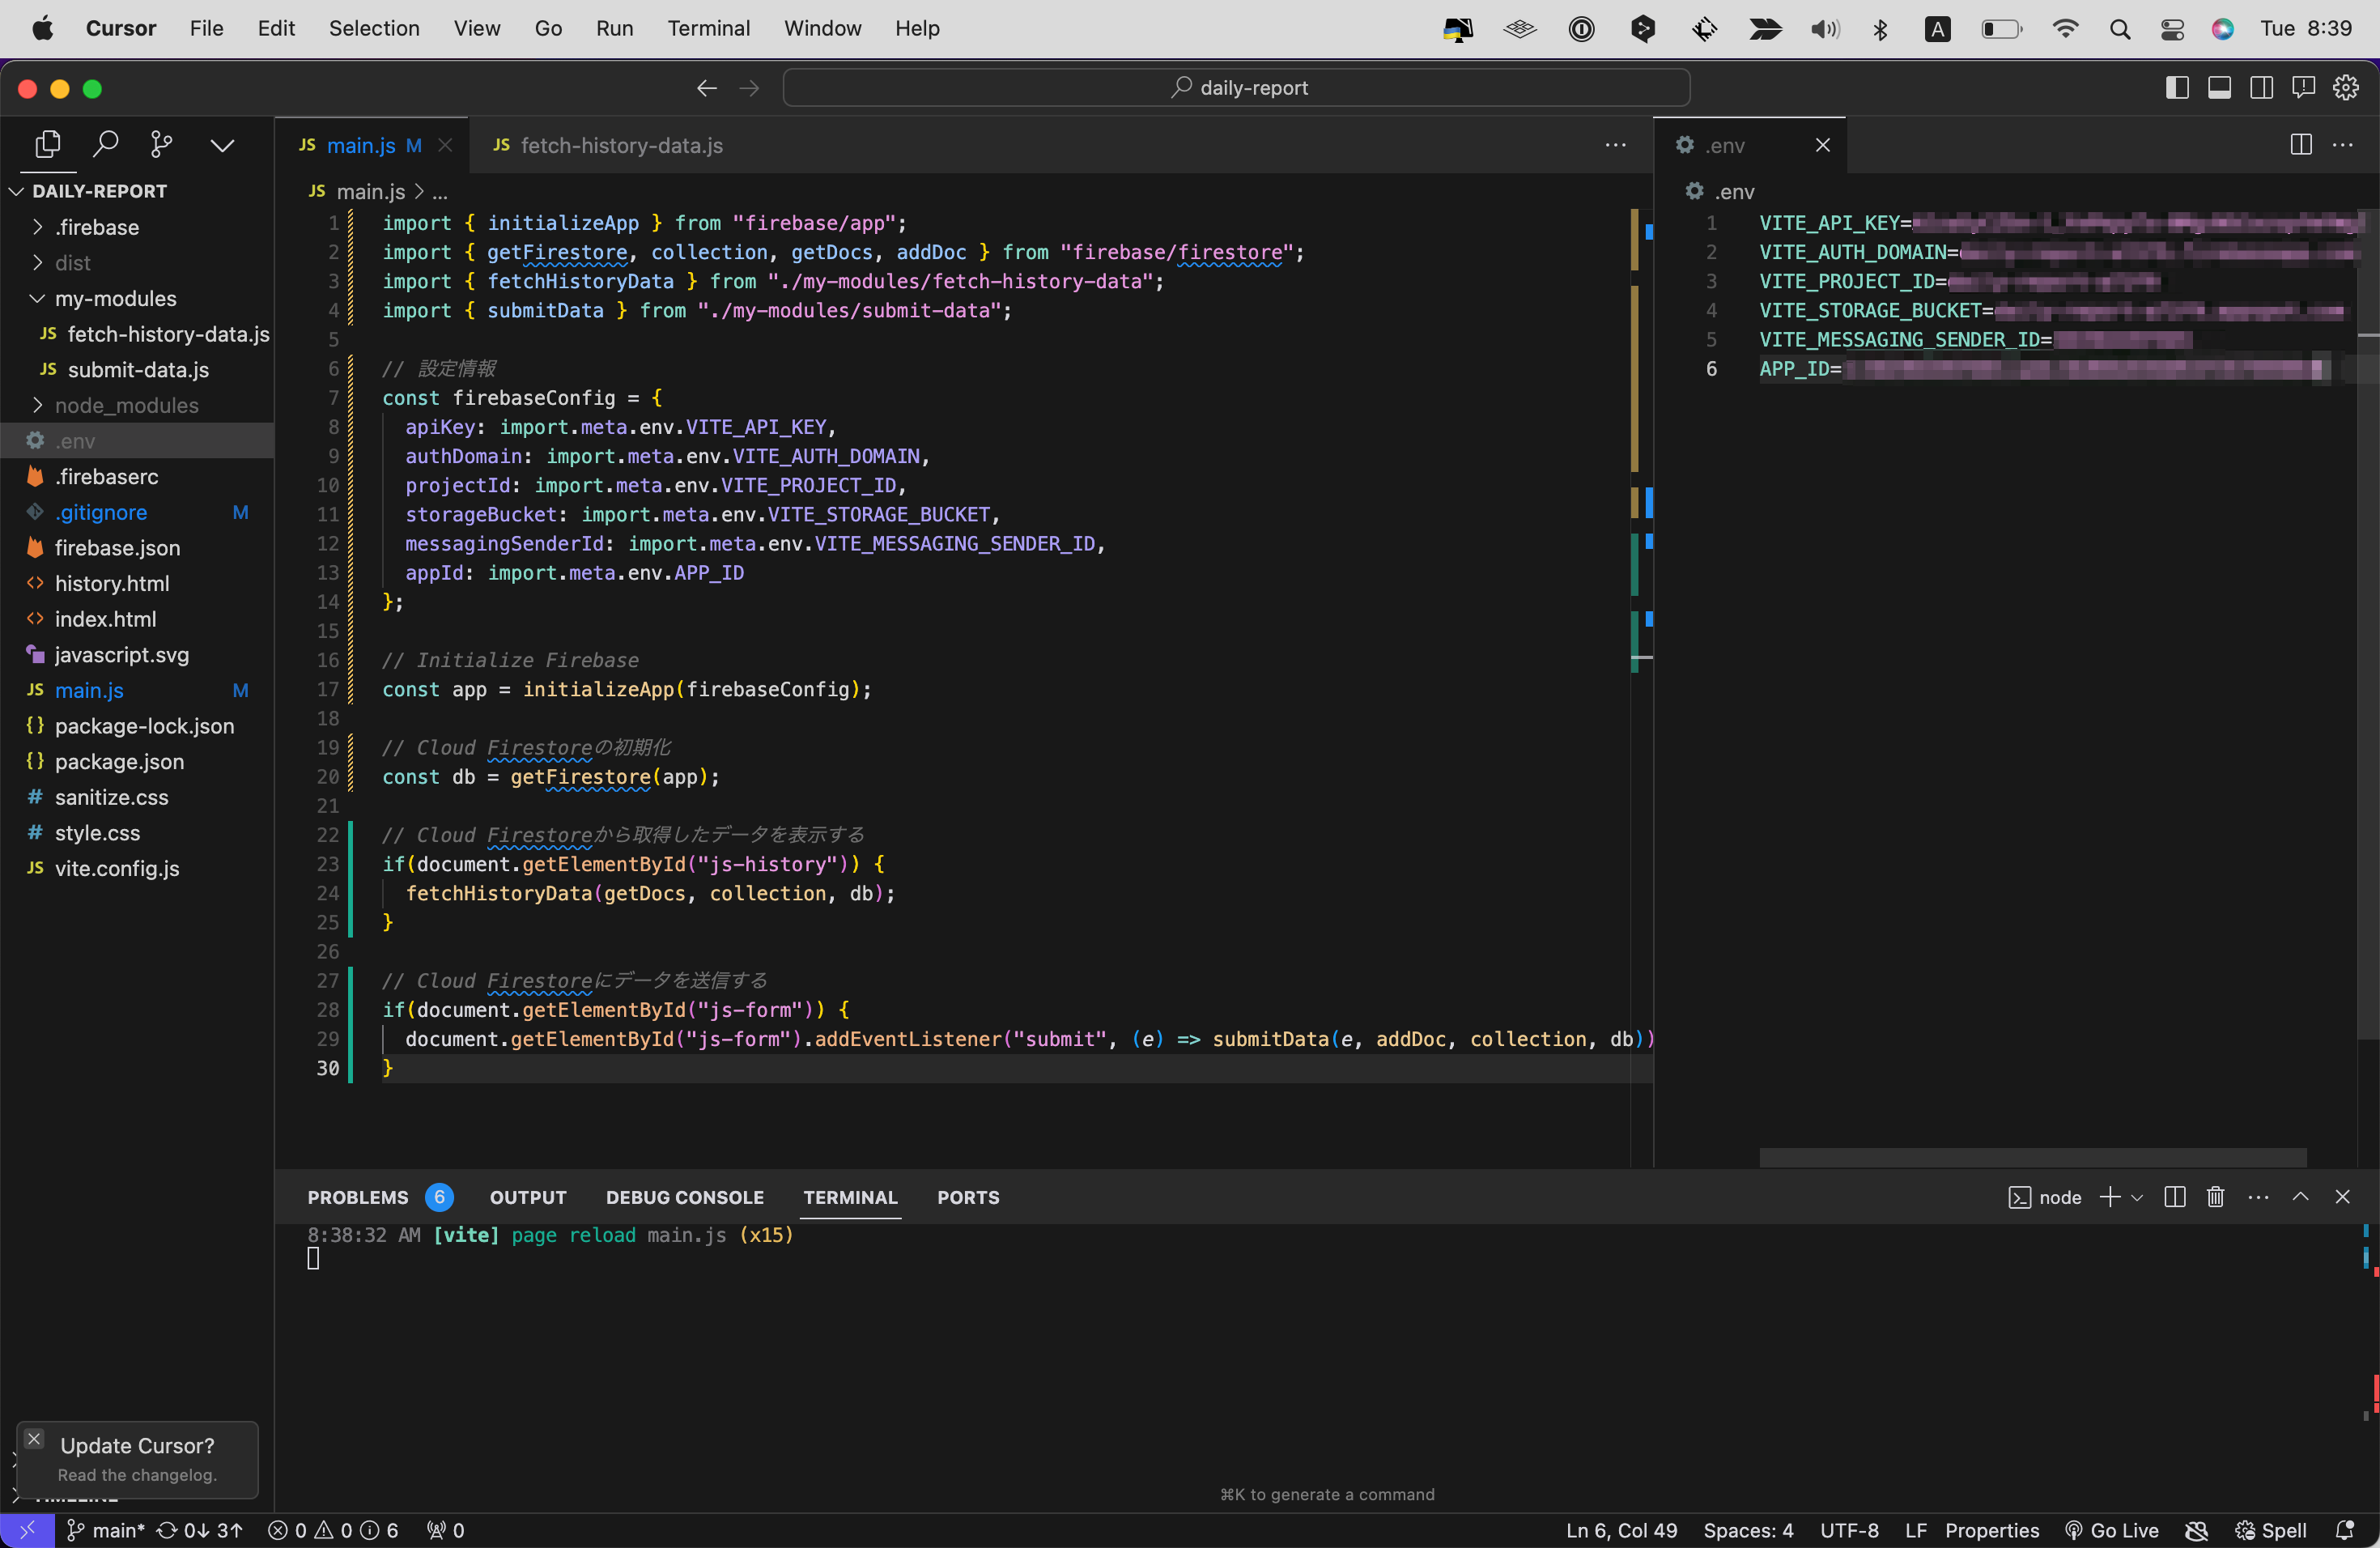 Cursor File Edit Selection View Go Run Terminal Window Help A Tue 8:39
daily-report
JS main.js M JS fetch-history-data.js .env
DAILY-REPORT
.firebase
dist
my-modules
JS fetch-history-data.js
JS submit-data.js
node_modules
.env
.firebaserc
.gitignore M
firebase.json
history.html
index.html
javascript.svg
JS main.js M
{} package-lock.json
{} package.json
# sanitize.css
# style.css
JS vite.config.js
JS main.js > ...
1 import { initializeApp } from "firebase/app";
2 import { getFirestore, collection, getDocs, addDoc } from "firebase/firestore";
3 import { fetchHistoryData } from "./my-modules/fetch-history-data";
4 import { submitData } from "./my-modules/submit-data";
5
6 // 設定情報
7 const firebaseConfig = {
8 apiKey: import.meta.env.VITE_API_KEY,
9 authDomain: import.meta.env.VITE_AUTH_DOMAIN,
10 projectId: import.meta.env.VITE_PROJECT_ID,
11 storageBucket: import.meta.env.VITE_STORAGE_BUCKET,
12 messagingSenderId: import.meta.env.VITE_MESSAGING_SENDER_ID,
13 appId: import.meta.env.APP_ID
14 };
15
16 // Initialize Firebase
17 const app = initializeApp(firebaseConfig);
18
19 // Cloud Firestoreの初期化
20 const db = getFirestore(app);
21
22 // Cloud Firestoreから取得したデータを表示する
23 if(document.getElementById("js-history")) {
24 fetchHistoryData(getDocs, collection, db);
25 }
26
27 // Cloud Firestoreにデータを送信する
28 if(document.getElementById("js-form")) {
29 document.getElementById("js-form").addEventListener("submit", (e) => submitData(e, addDoc, collection, db))
30 }
.env
1 VITE_API_KEY=
2 VITE_AUTH_DOMAIN=
3 VITE_PROJECT_ID=
4 VITE_STORAGE_BUCKET=
5 VITE_MESSAGING_SENDER_ID=
6 APP_ID=
PROBLEMS 6 OUTPUT DEBUG CONSOLE TERMINAL PORTS node
8:38:32 AM [vite] page reload main.js (x15)
⌘K to generate a command
Update Cursor?
Read the changelog.
main* 0↓ 3↑ 0 0 6 0 Ln 6, Col 49 Spaces: 4 UTF-8 LF Properties Go Live Spell